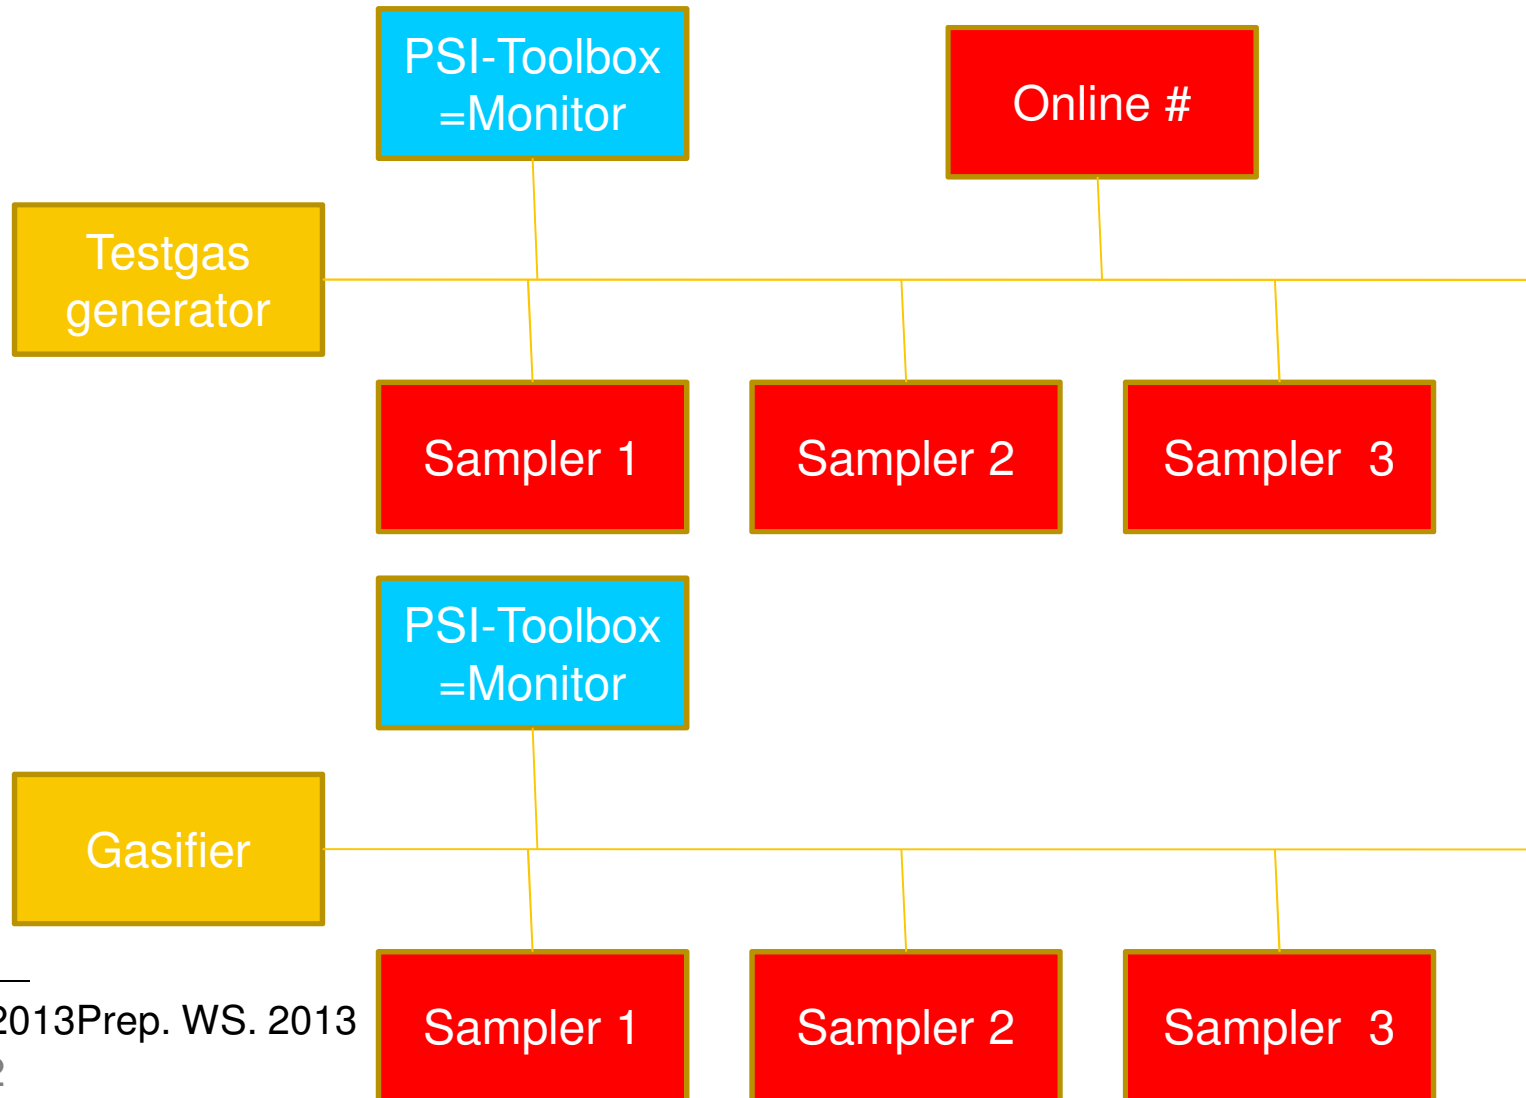 PSI-Toolbox
=Monitor
Online #
Testgas
generator
Sampler 1
Sampler 2
Sampler  3
PSI-Toolbox
=Monitor
Gasifier
2013Prep. WS. 2013
2
Sampler 1
Sampler 2
Sampler  3